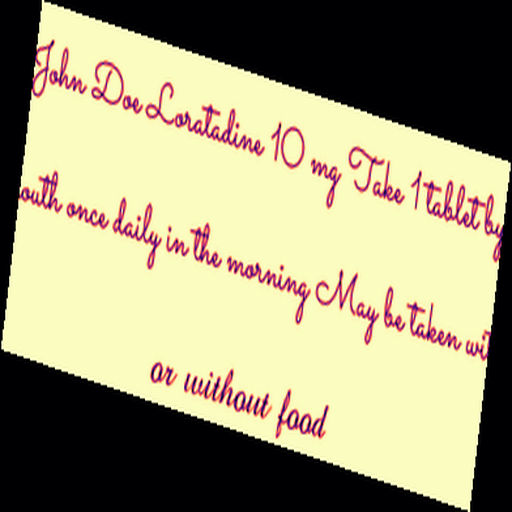 John Doe Loratadine 10 mg Take 1 tablet by
outh once daily in the morning May be taken wi
or without food